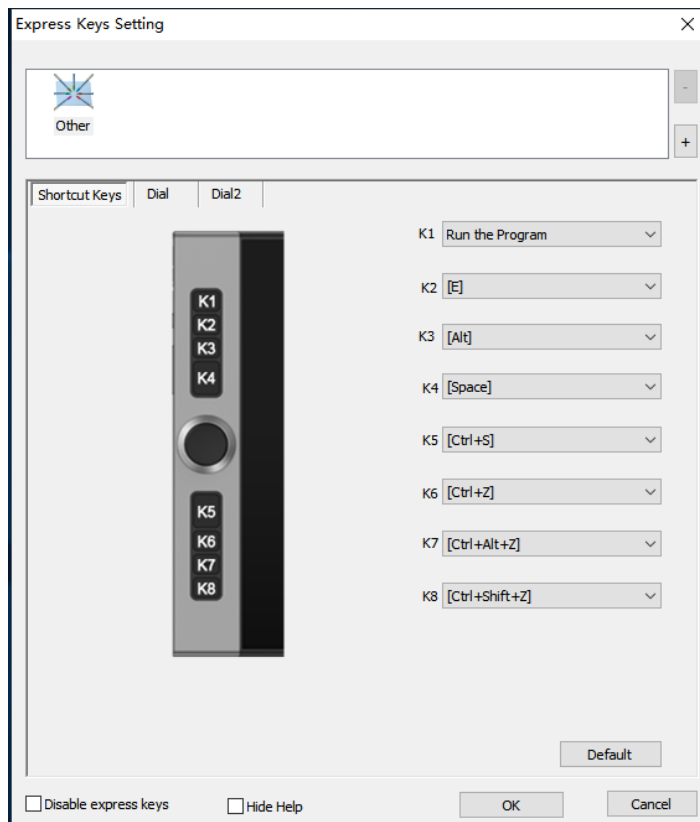 Express Keys Setting
Other
-
+
Shortcut Keys Dial Dial2
K1
K2
K3
K4
K5
K6
K7
K8
K1 Run the Program
K2 [E]
K3 [Alt]
K4 [Space]
K5 [Ctrl+S]
K6 [Ctrl+Z]
K7 [Ctrl+Alt+Z]
K8 [Ctrl+Shift+Z]
Default
Disable express keys Hide Help OK Cancel